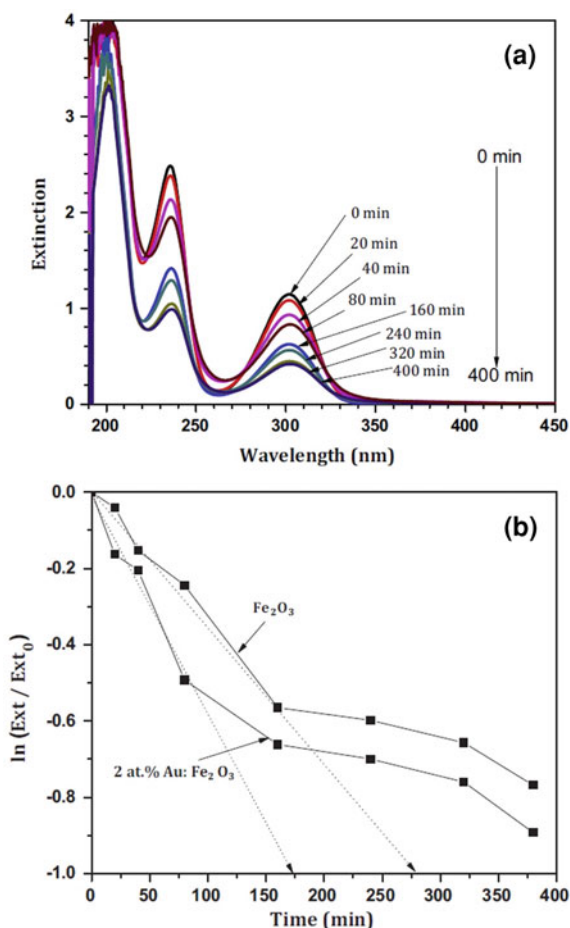 (a)
4
3
2
1
0
Extinction
0 min
20 min
40 min
80 min
160 min
240 min
320 min
400 min
0 min
400 min
200 250 300 350 400 450
Wavelength (nm)
(b)
0.0
-0.2
-0.4
-0.6
-0.8
-1.0
ln (Ext / Ext₀)
Fe₂O₃
2 at.% Au: Fe₂O₃
0 50 100 150 200 250 300 350 400
Time (min)